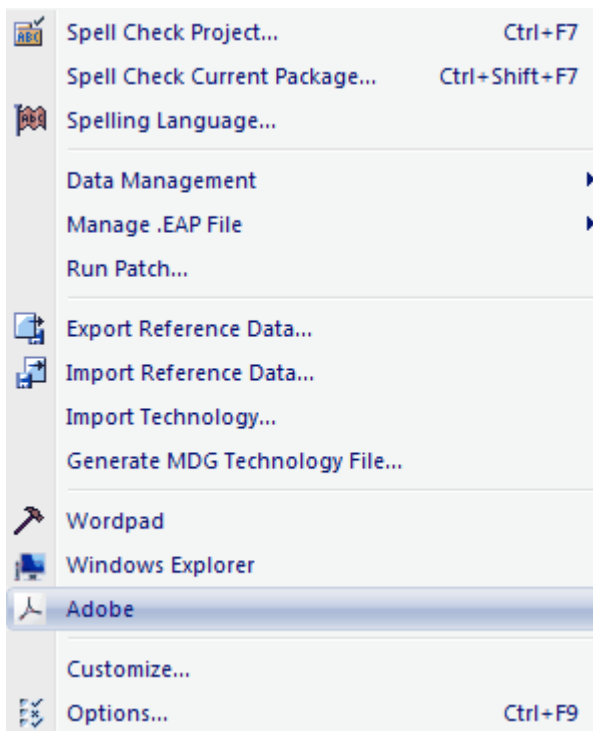 Spell Check Project... Ctrl+F7
Spell Check Current Package... Ctrl+Shift+F7
Spelling Language...
Data Management
Manage .EAP File
Run Patch...
Export Reference Data...
Import Reference Data...
Import Technology...
Generate MDG Technology File...
Wordpad
Windows Explorer
Adobe
Customize...
Options... Ctrl+F9